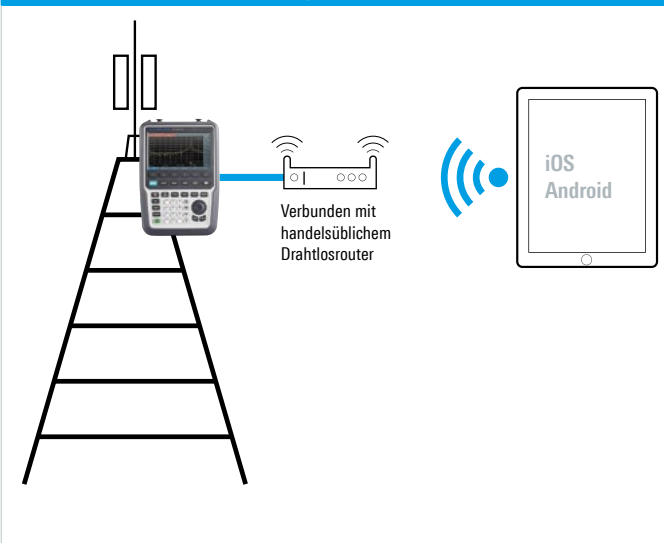 Verbunden mit
handelsüblichem
Drahtlosrouter
iOS
Android